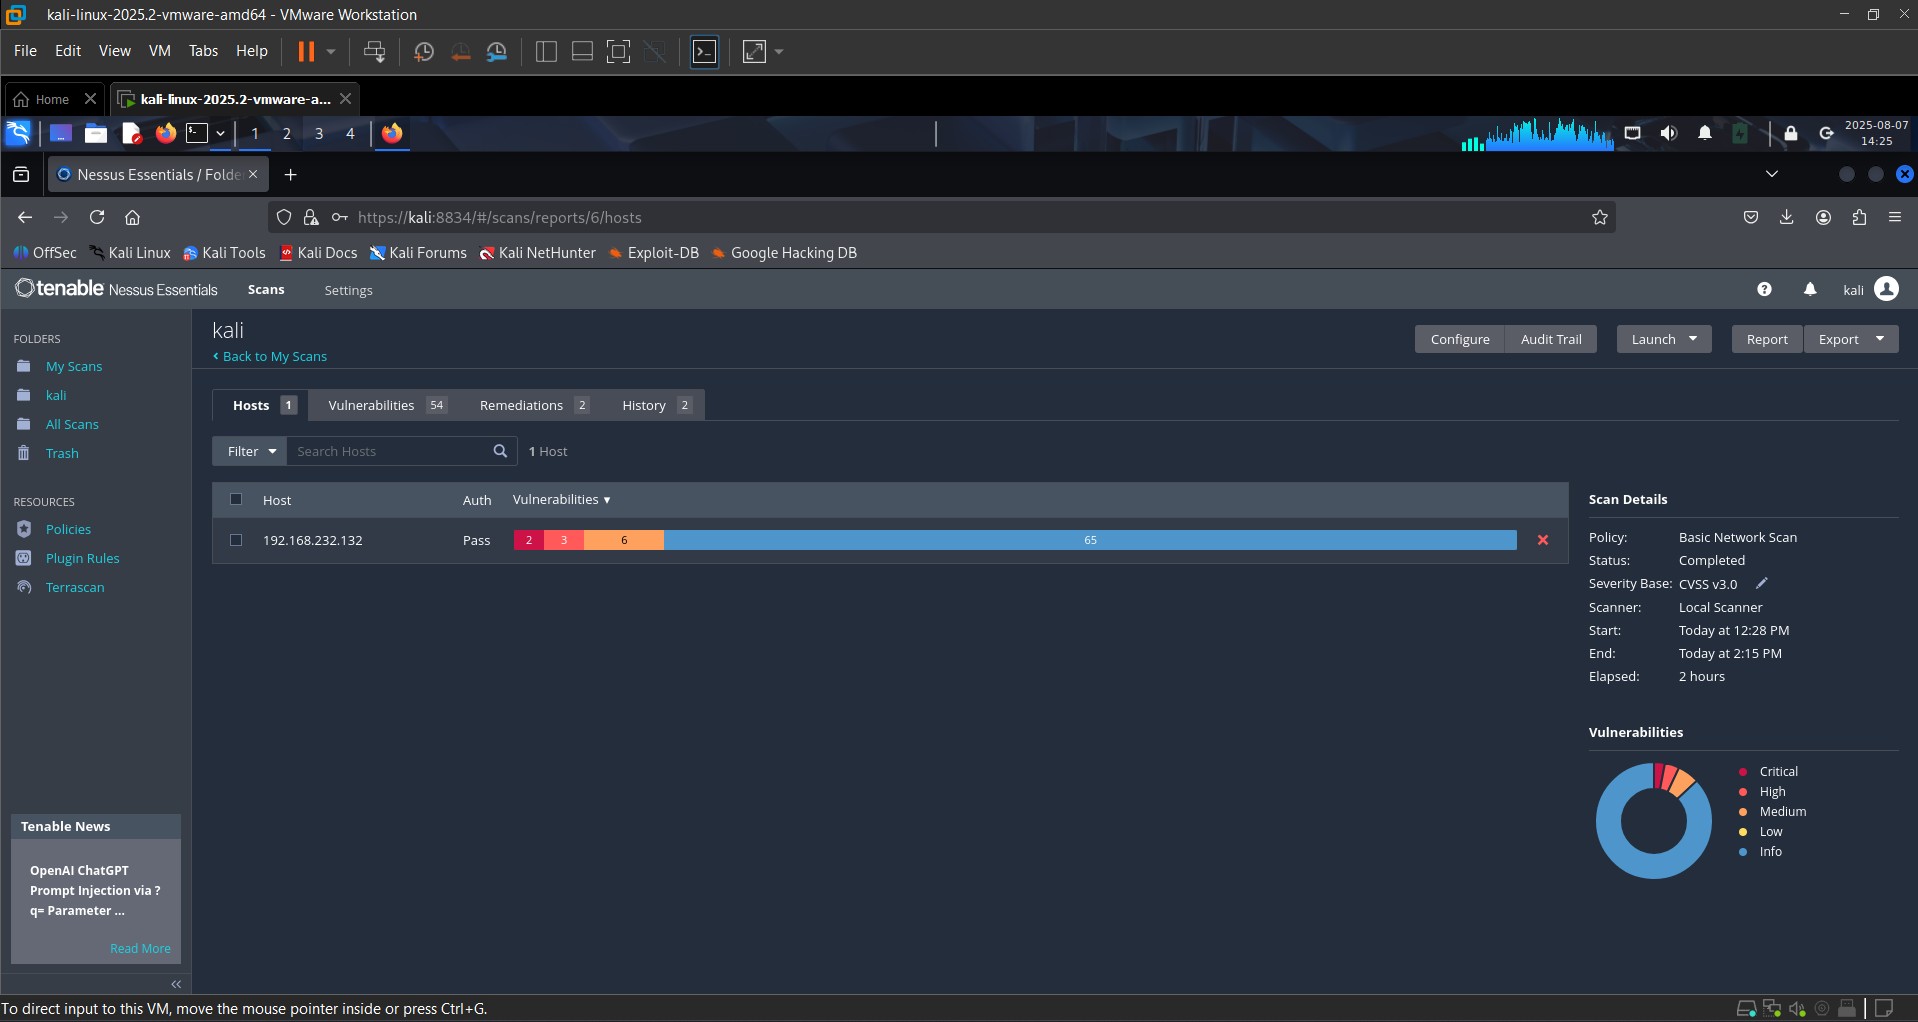 kali-linux-2025.2-vmware-amd64 - VMware Workstation
File Edit View VM Tabs Help
Home kali-linux-2025.2-vmware-a...
1 2 3 4
2025-08-07
14:25
Nessus Essentials / Folde
https://kali:8834/#/scans/reports/6/hosts
OffSec Kali Linux Kali Tools Kali Docs Kali Forums Kali NetHunter Exploit-DB Google Hacking DB
tenable Nessus Essentials Scans Settings kali
FOLDERS
My Scans
kali
All Scans
Trash
RESOURCES
Policies
Plugin Rules
Terrascan
Tenable News
OpenAI ChatGPT
Prompt Injection via ?
q= Parameter ...
Read More
kali
Back to My Scans
Configure Audit Trail Launch Report Export
Hosts 1 Vulnerabilities 54 Remediations 2 History 2
Filter Search Hosts 1 Host
Host Auth Vulnerabilities
192.168.232.132 Pass 2 3 6 65
Scan Details
Policy: Basic Network Scan
Status: Completed
Severity Base: CVSS v3.0
Scanner: Local Scanner
Start: Today at 12:28 PM
End: Today at 2:15 PM
Elapsed: 2 hours
Vulnerabilities
Critical
High
Medium
Low
Info
To direct input to this VM, move the mouse pointer inside or press Ctrl+G.